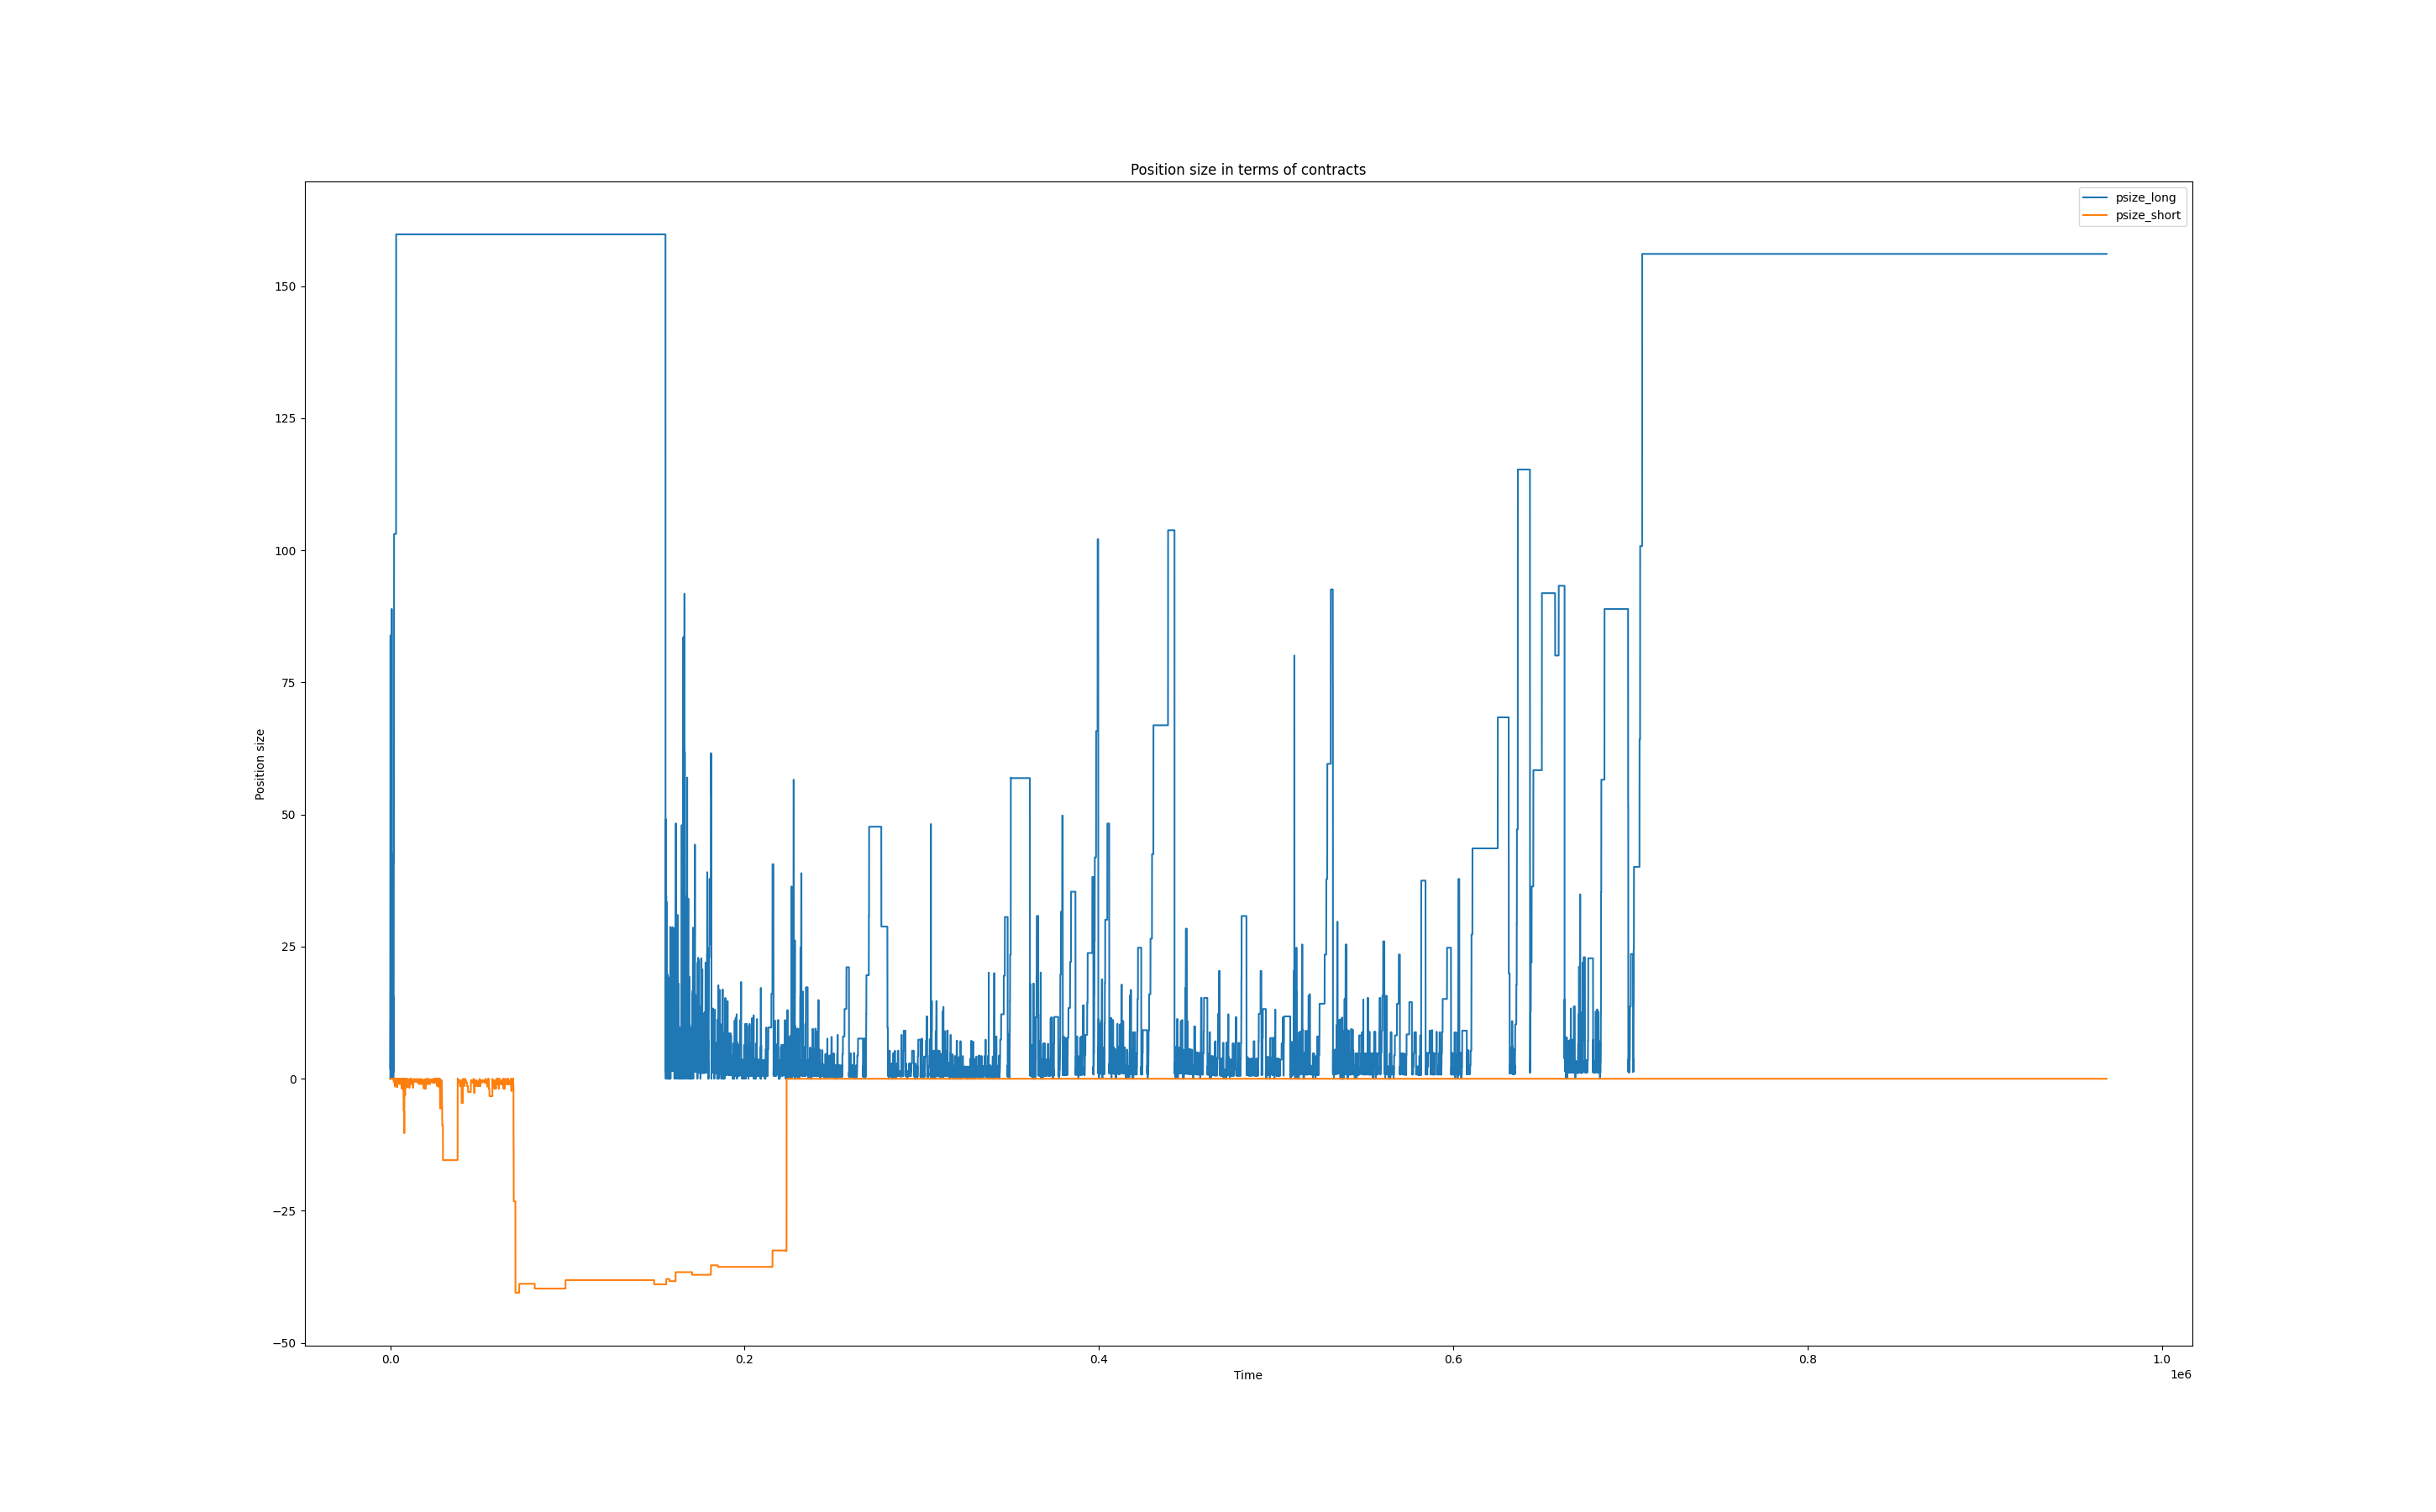 Position size in terms of contracts
psize_long
psize_short
Position size
150
125
100
75
50
25
0
−25
−50
0.0
0.2
0.4
0.6
0.8
1.0
Time
1e6